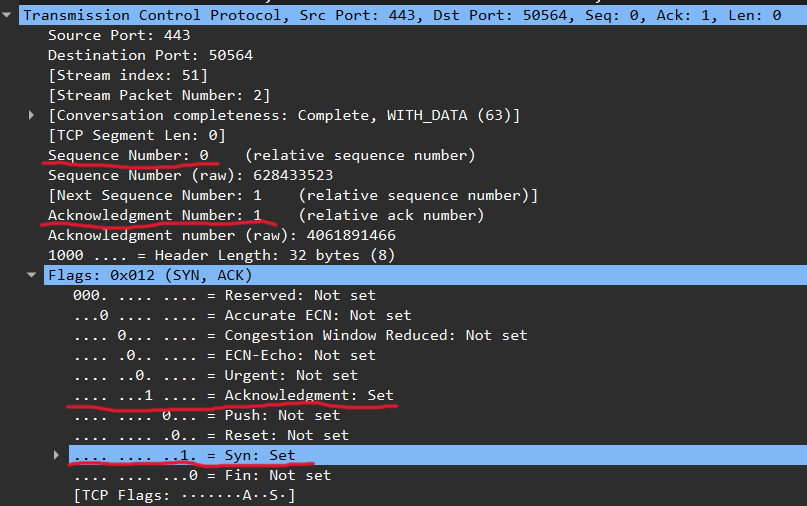 Transmission Control Protocol, Src Port: 443, Dst Port: 50564, Seq: 0, Ack: 1, Len: 0
Source Port: 443
Destination Port: 50564
[Stream index: 51]
[Stream Packet Number: 2]
[Conversation completeness: Complete, WITH_DATA (63)]
[TCP Segment Len: 0]
Sequence Number: 0    (relative sequence number)
Sequence Number (raw): 628433523
[Next Sequence Number: 1    (relative sequence number)]
Acknowledgment Number: 1    (relative ack number)
Acknowledgment number (raw): 4061891466
1000 .... = Header Length: 32 bytes (8)
Flags: 0x012 (SYN, ACK)
000. .... .... = Reserved: Not set
...0 .... .... = Accurate ECN: Not set
.... 0... .... = Congestion Window Reduced: Not set
.... .0.. .... = ECN-Echo: Not set
.... ..0. .... = Urgent: Not set
.... ...1 .... = Acknowledgment: Set
.... .... 0... = Push: Not set
.... .... .0.. = Reset: Not set
.... .... ..1. = Syn: Set
.... .... ...0 = Fin: Not set
[TCP Flags: ·······A··S·]